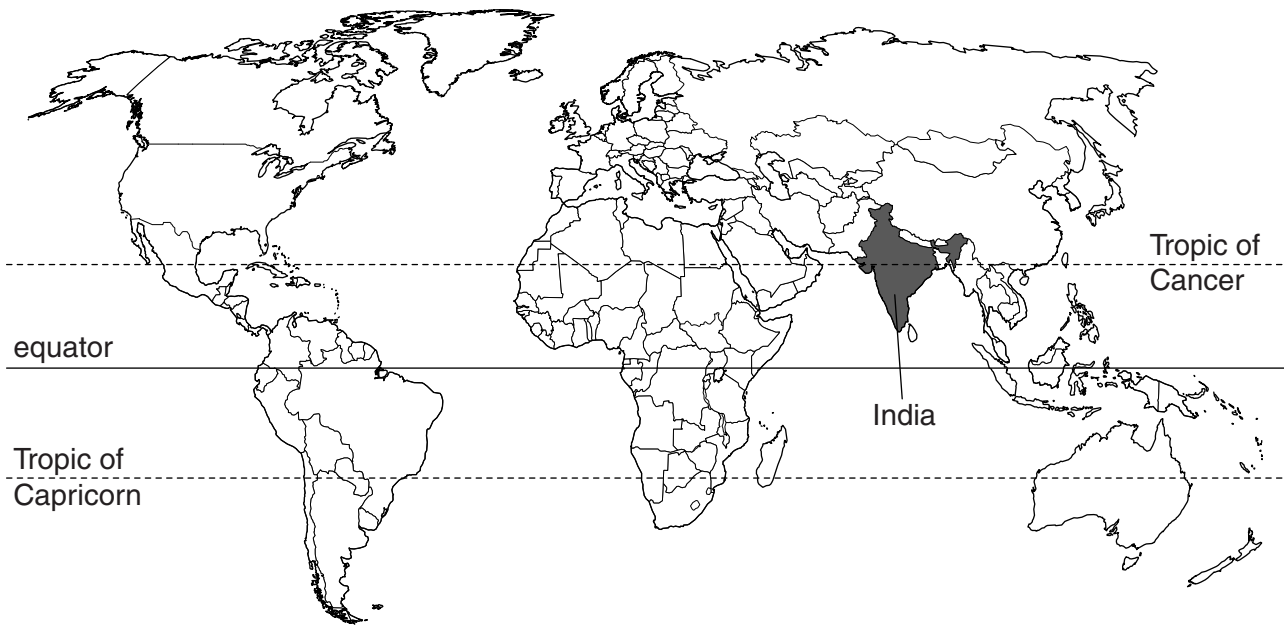 Tropic of
Cancer
equator
India
Tropic of
Capricorn